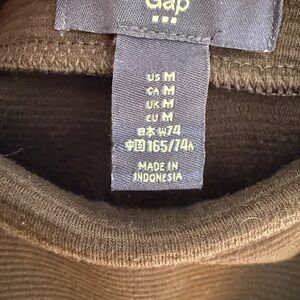 Gap
US M
CA M
UK M
EU M
日本 W74
中国 165/74A
MADE IN
INDONESIA